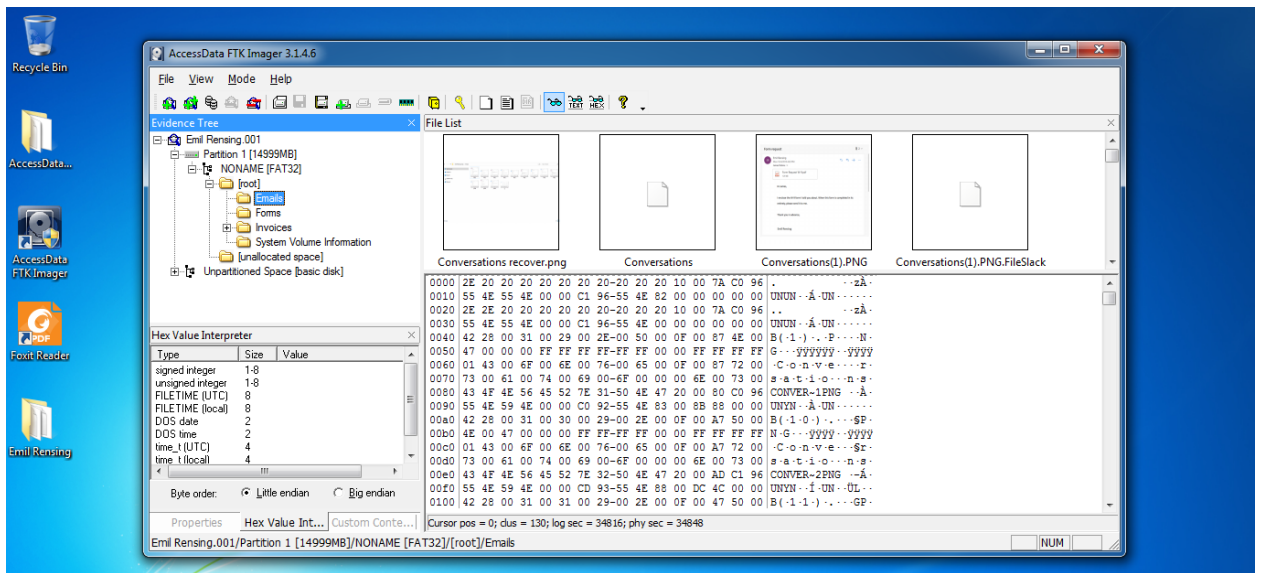 Recycle Bin
AccessData...
AccessData
FTK Imager
PDF
Foxit Reader
Emil Rensing
AccessData FTK Imager 3.1.4.6
File View Mode Help
TEXT HEX
Evidence Tree
Emil Rensing.001
Partition 1 [14999MB]
NONAME [FAT32]
[root]
Emails
Forms
Invoices
System Volume Information
[unallocated space]
Unpartitioned Space [basic disk]
Hex Value Interpreter
Type Size Value
signed integer 1-8
unsigned integer 1-8
FILETIME (UTC) 8
FILETIME (local) 8
DOS date 2
DOS time 2
time_t (UTC) 4
time_t (local) 4
Byte order: Little endian Big endian
Properties Hex Value Int... Custom Conte...
File List
Conversations recover.png
Conversations
Conversations(1).PNG
Conversations(1).PNG.FileSlack
0000 2E 20 20 20 20 20 20 20-20 20 20 10 00 7A C0 96 . ··zÀ·
0010 55 4E 55 4E 00 00 C1 96-55 4E 82 00 00 00 00 00 UNUN··Á·UN······
0020 2E 2E 20 20 20 20 20 20-20 20 20 10 00 7A C0 96 .. ··zÀ·
0030 55 4E 55 4E 00 00 C1 96-55 4E 00 00 00 00 00 00 UNUN··Á·UN······
0040 42 28 00 31 00 29 00 2E-00 50 00 0F 00 87 4E 00 B(·1·)·.·P····N·
0050 47 00 00 00 FF FF FF FF-FF FF 00 00 FF FF FF FF G···ÿÿÿÿÿÿ··ÿÿÿÿ
0060 01 43 00 6F 00 6E 00 76-00 65 00 0F 00 87 72 00 ·C·o·n·v·e····r·
0070 73 00 61 00 74 00 69 00-6F 00 00 00 6E 00 73 00 s·a·t·i·o···n·s·
0080 43 4F 4E 56 45 52 7E 31-50 4E 47 20 00 80 C0 96 CONVER~1PNG ··À·
0090 55 4E 59 4E 00 00 C0 92-55 4E 83 00 8B 88 00 00 UNYN··À·UN······
00a0 42 28 00 31 00 30 00 29-00 2E 00 0F 00 A7 50 00 B(·1·0·)·.···§P·
00b0 4E 00 47 00 00 00 FF FF-FF FF 00 00 FF FF FF FF N·G···ÿÿÿÿ··ÿÿÿÿ
00c0 01 43 00 6F 00 6E 00 76-00 65 00 0F 00 A7 72 00 ·C·o·n·v·e···§r·
00d0 73 00 61 00 74 00 69 00-6F 00 00 00 6E 00 73 00 s·a·t·i·o···n·s·
00e0 43 4F 4E 56 45 52 7E 32-50 4E 47 20 00 AD C1 96 CONVER~2PNG ·-Á·
00f0 55 4E 59 4E 00 00 CD 93-55 4E 88 00 DC 4C 00 00 UNYN··Í·UN··ÜL··
0100 42 28 00 31 00 31 00 29-00 2E 00 0F 00 47 50 00 B(·1·1·)·.···GP·
Cursor pos = 0; clus = 130; log sec = 34816; phy sec = 34848
Emil Rensing.001/Partition 1 [14999MB]/NONAME [FAT32]/[root]/Emails
NUM